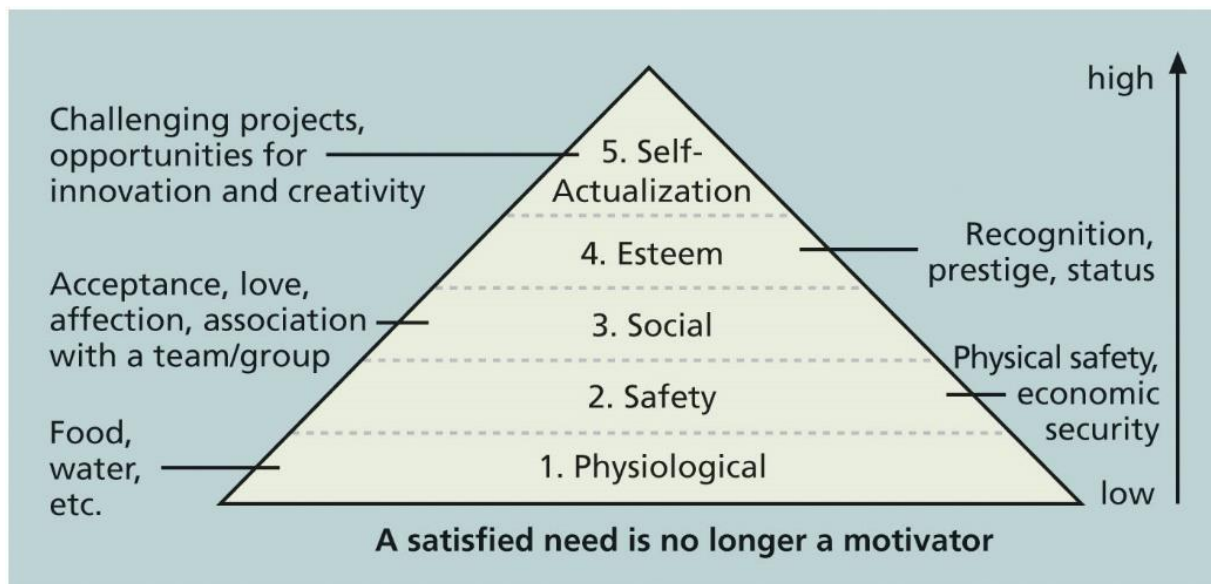 high
Challenging projects,
opportunities for
innovation and creativity
5. Self-
Actualization
4. Esteem
Recognition,
prestige, status
Acceptance, love,
affection, association
with a team/group
3. Social
Physical safety,
economic
security
2. Safety
Food,
water,
etc.
1. Physiological
low
A satisfied need is no longer a motivator